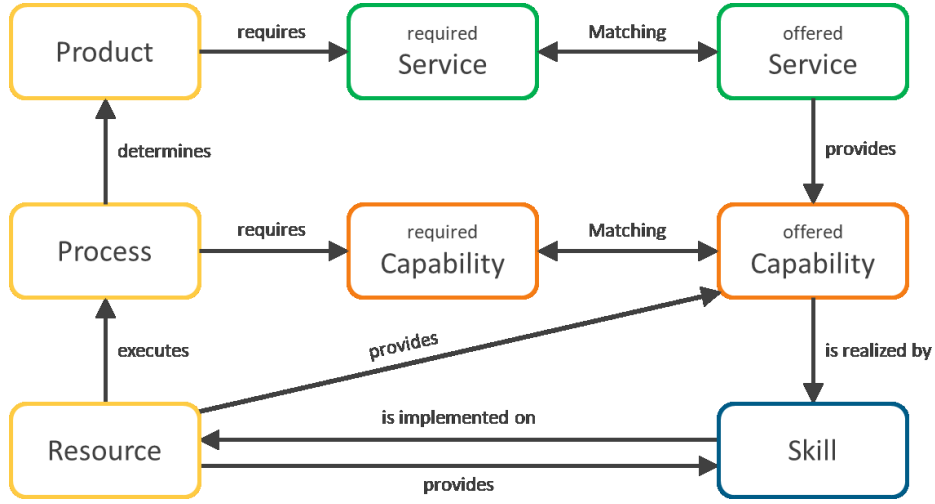 Product
requires
required
Service
Matching
offered
Service
determines
provides
Process
requires
required
Capability
Matching
offered
Capability
executes
provides
is realized by
Resource
is implemented on
provides
Skill